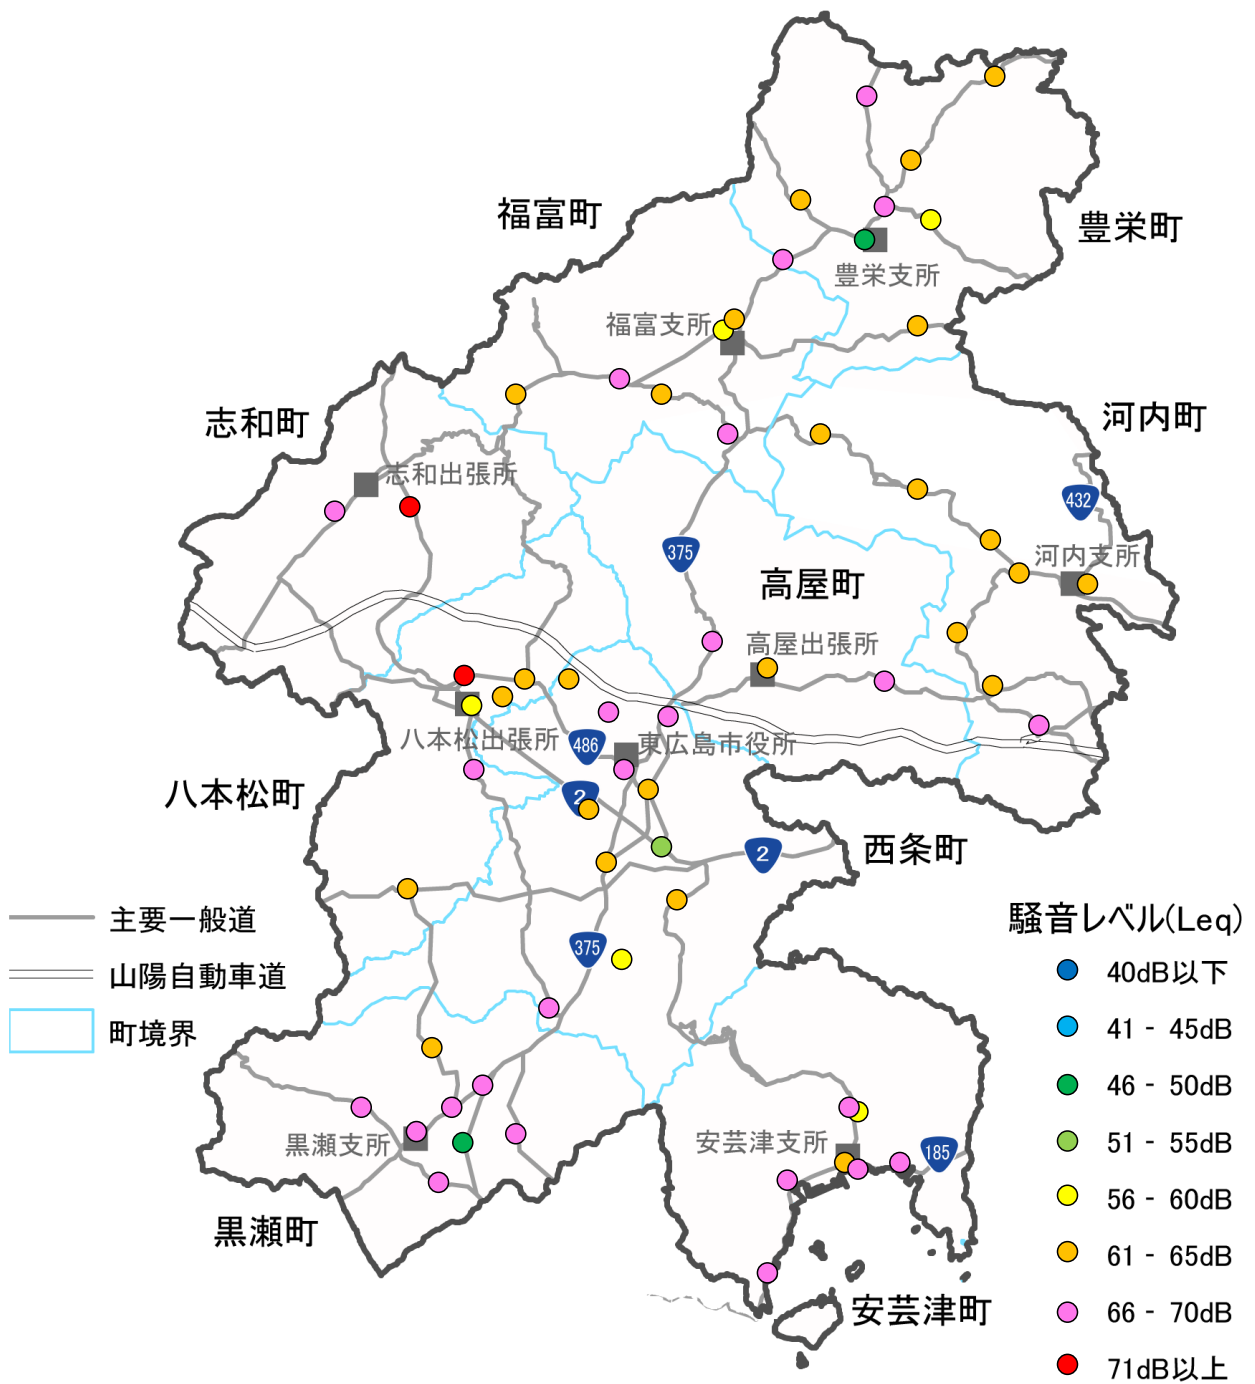 福富町
豊栄町
豊栄支所
福富支所
志和町
河内町
志和出張所
432
375
河内支所
高屋町
高屋出張所
八本松出張所
486
東広島市役所
八本松町
2
2
西条町
375
主要一般道
山陽自動車道
町境界
騒音レベル(Leq)
40dB以下
41 - 45dB
46 - 50dB
51 - 55dB
56 - 60dB
61 - 65dB
66 - 70dB
71dB以上
黒瀬支所
安芸津支所
185
黒瀬町
安芸津町